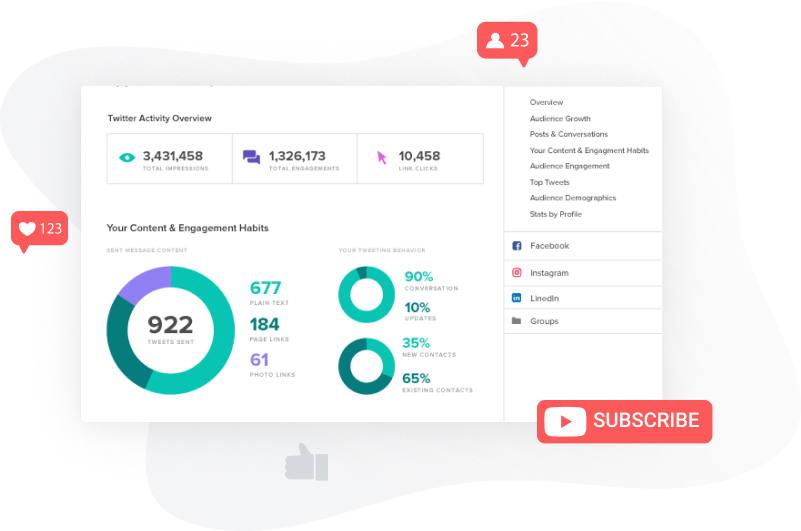 23
Twitter Activity Overview
3,431,458
TOTAL IMPRESSIONS
1,326,173
TOTAL ENGAGEMENTS
10,458
LINK CLICKS
123
Your Content & Engagement Habits
SENT MESSAGE CONTENT
922
TWEETS SENT
677
PLAIN TEXT
184
PAGE LINKS
61
PHOTO LINKS
YOUR TWEETING BEHAVIOR
90%
CONVERSATION
10%
UPDATES
35%
NEW CONTACTS
65%
EXISTING CONTACTS
Overview
Audience Growth
Posts & Conversations
Your Content & Engagment Habits
Audience Engagement
Top Tweets
Audience Demographics
Stats by Profile
Facebook
Instagram
LinedIn
Groups
SUBSCRIBE